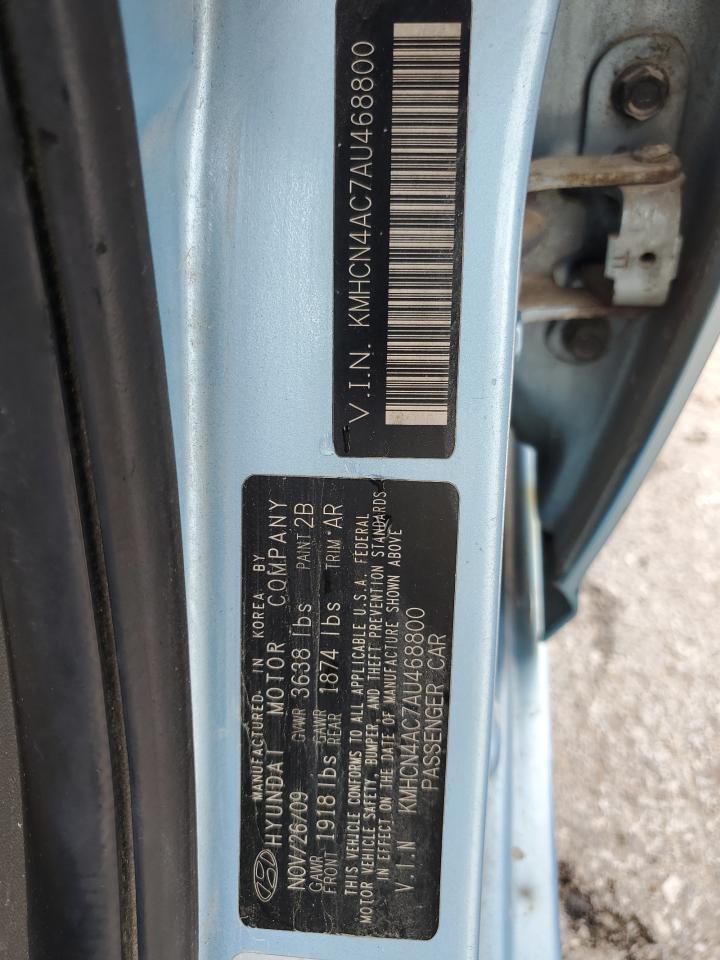 V.I.N. KMHCN4AC7AU468800
MANUFACTURED IN KOREA BY
HYUNDAI MOTOR COMPANY
NOV/26/09 GVWR 3638 lbs PAINT 2B
GAWR FRONT 1918 lbs GAWR REAR 1874 lbs TRIM AR
THIS VEHICLE CONFORMS TO ALL APPLICABLE U.S.A. FEDERAL
MOTOR VEHICLE SAFETY, BUMPER, AND THEFT PREVENTION STANDARDS
IN EFFECT ON THE DATE OF MANUFACTURE SHOWN ABOVE
V.I.N KMHCN4AC7AU468800
PASSENGER CAR